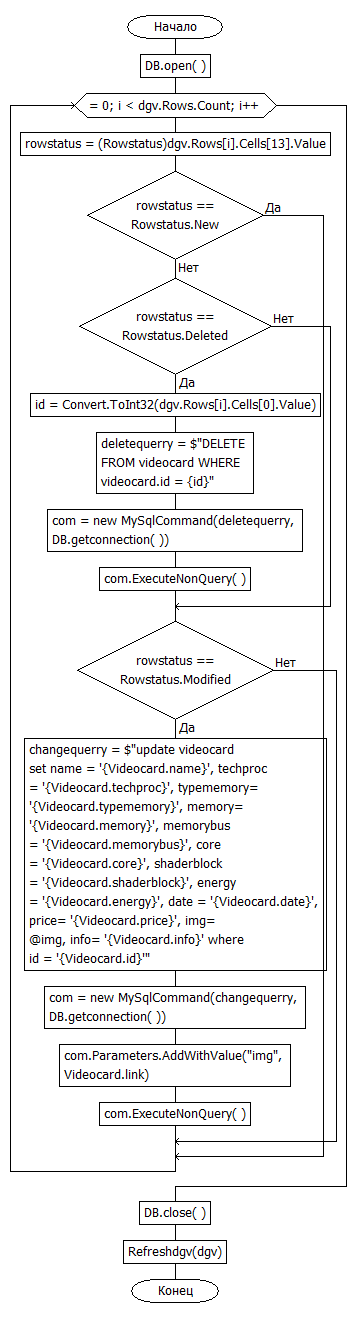 Начало
DB.open( )
= 0; i < dgv.Rows.Count; i++
rowstatus = (Rowstatus)dgv.Rows[i].Cells[13].Value
rowstatus ==
Rowstatus.New
Да
Нет
rowstatus ==
Rowstatus.Deleted
Нет
Да
id = Convert.ToInt32(dgv.Rows[i].Cells[0].Value)
deletequerry = $"DELETE
FROM videocard WHERE
videocard.id = {id}"
com = new MySqlCommand(deletequerry,
DB.getconnection( ))
com.ExecuteNonQuery( )
rowstatus ==
Rowstatus.Modified
Нет
Да
changequerry = $"update videocard
set name = '{Videocard.name}', techproc
= '{Videocard.techproc}', typememory=
'{Videocard.typememory}', memory=
'{Videocard.memory}', memorybus
= '{Videocard.memorybus}', core
= '{Videocard.core}', shaderblock
= '{Videocard.shaderblock}', energy
= '{Videocard.energy}', date = '{Videocard.date}',
price= '{Videocard.price}', img=
@img, info= '{Videocard.info}' where
id = '{Videocard.id}'"
com = new MySqlCommand(changequerry,
DB.getconnection( ))
com.Parameters.AddWithValue("img",
Videocard.link)
com.ExecuteNonQuery( )
DB.close( )
Refreshdgv(dgv)
Конец